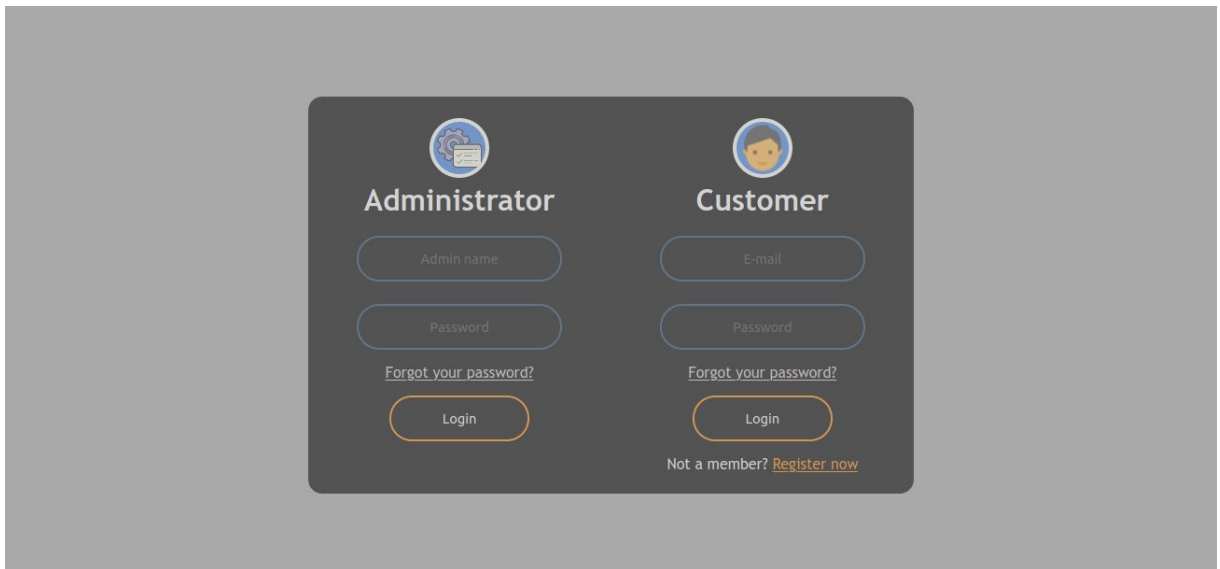 Administrator
Admin name
Password
Forgot your password?
Login
Customer
E-mail
Password
Forgot your password?
Login
Not a member? Register now